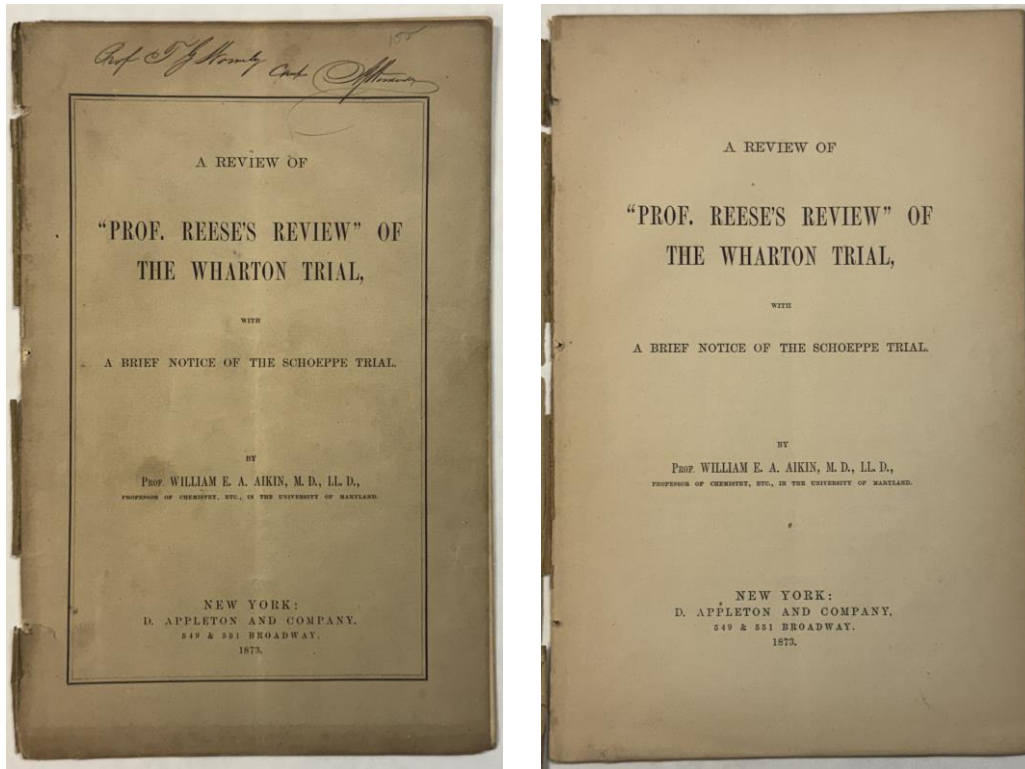 Prof T G Wormly
155
A REVIEW OF
"PROF. REESE'S REVIEW" OF
THE WHARTON TRIAL,
WITH
A BRIEF NOTICE OF THE SCHOEPPE TRIAL.
BY
PROF. WILLIAM E. A. AIKIN, M. D., LL. D.,
PROFESSOR OF CHEMISTRY, ETC., IN THE UNIVERSITY OF MARYLAND.
NEW YORK:
D. APPLETON AND COMPANY,
549 & 551 BROADWAY.
1873.
A REVIEW OF
"PROF. REESE'S REVIEW" OF
THE WHARTON TRIAL,
WITH
A BRIEF NOTICE OF THE SCHOEPPE TRIAL.
BY
PROF. WILLIAM E. A. AIKIN, M. D., LL. D.,
PROFESSOR OF CHEMISTRY, ETC., IN THE UNIVERSITY OF MARYLAND.
NEW YORK:
D. APPLETON AND COMPANY,
549 & 551 BROADWAY.
1873.